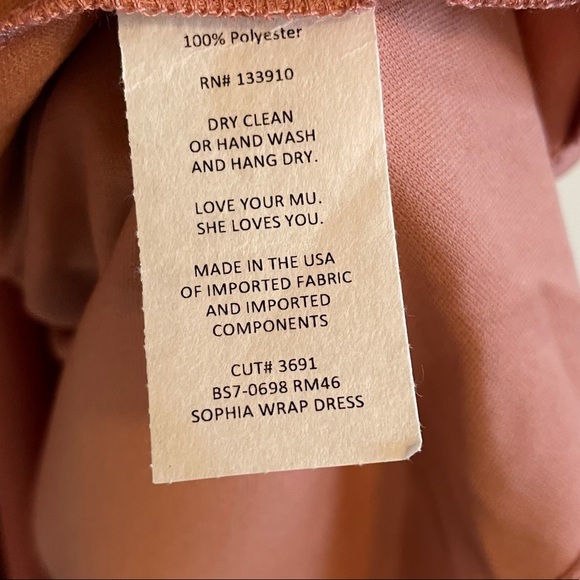 100% Polyester
RN# 133910
DRY CLEAN
OR HAND WASH
AND HANG DRY.
LOVE YOUR MU.
SHE LOVES YOU.
MADE IN THE USA
OF IMPORTED FABRIC
AND IMPORTED
COMPONENTS
CUT# 3691
BS7-0698 RM46
SOPHIA WRAP DRESS